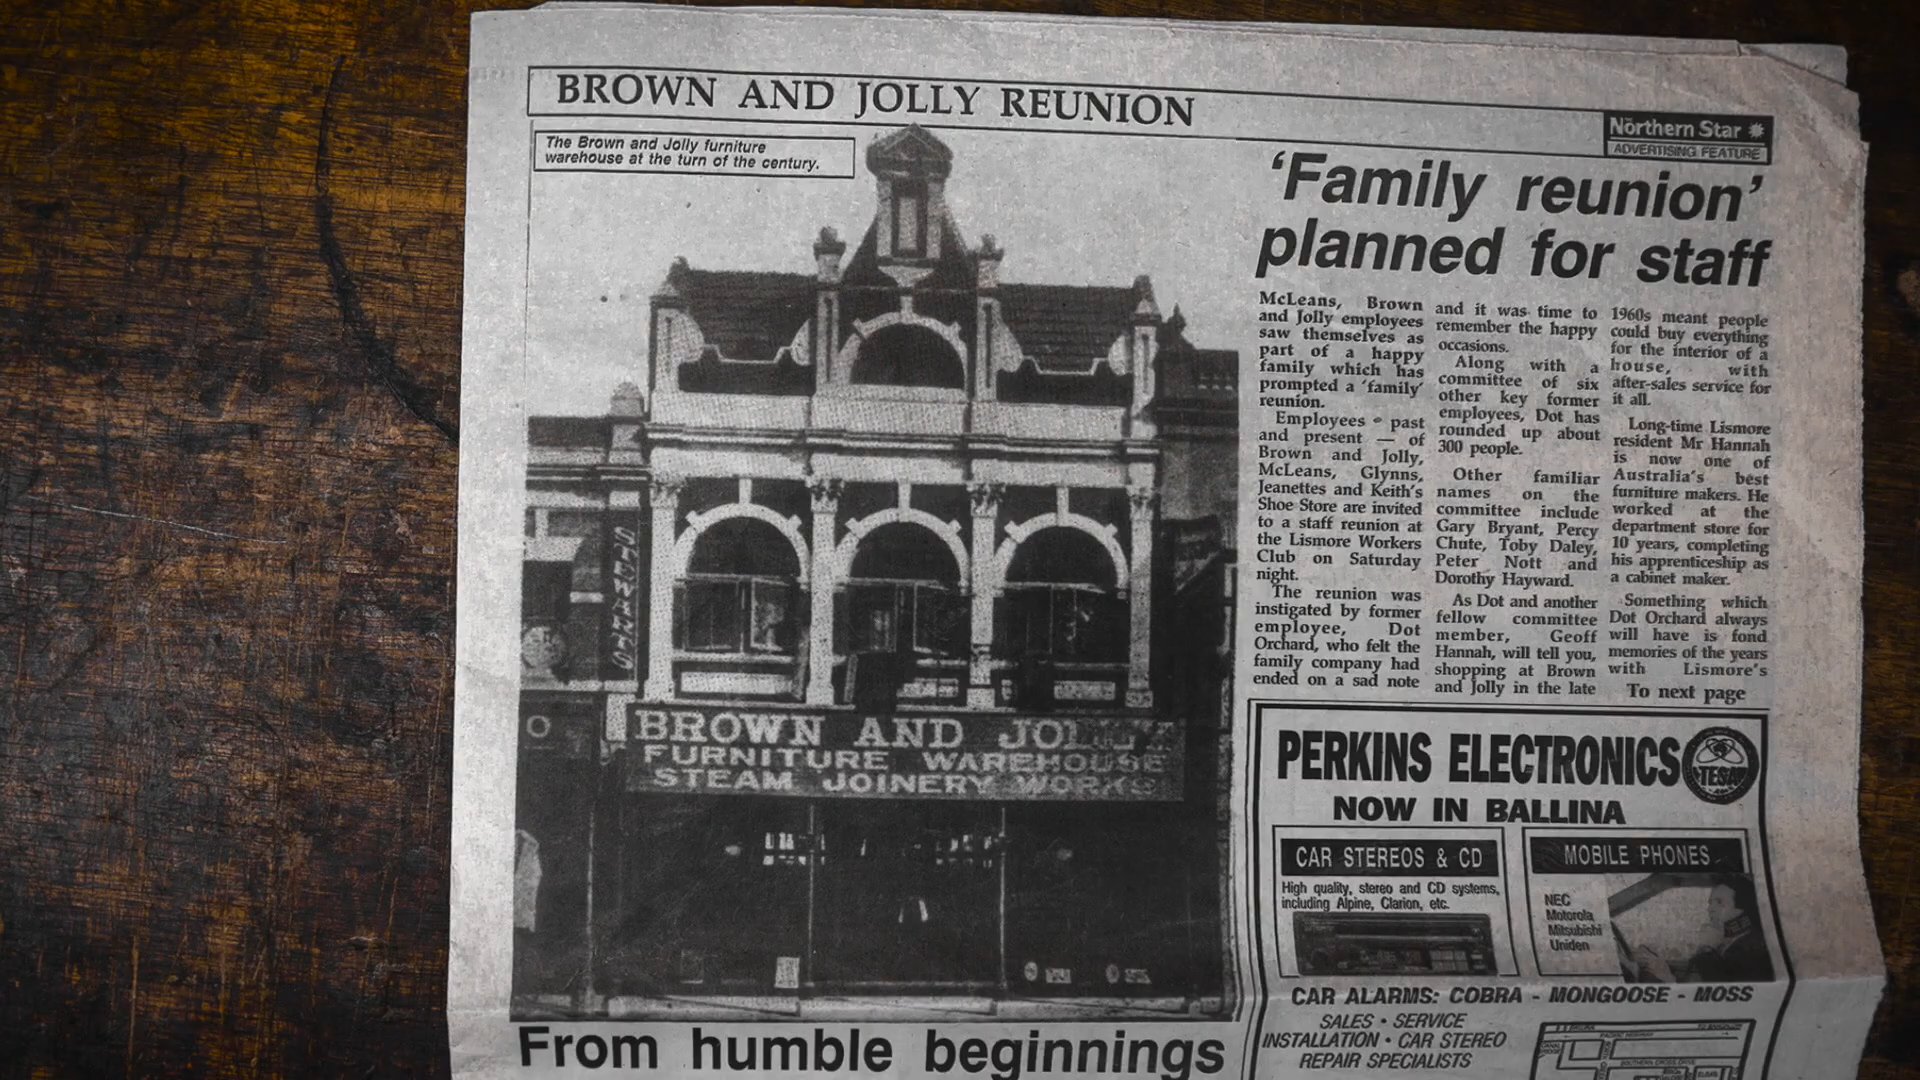 BROWN AND JOLLY REUNION
The Brown and Jolly furniture
warehouse at the turn of the century.
Northern Star
ADVERTISING FEATURE
'Family reunion'
planned for staff
McLeans, Brown
and Jolly employees
saw themselves as
part of a happy
family which has
prompted a 'family'
reunion.
Employees - past
and present — of
Brown and Jolly,
McLeans, Glynns,
Jeanettes and Keith's
Shoe Store are invited
to a staff reunion at
the Lismore Workers
Club on Saturday
night.
The reunion was
instigated by former
employee, Dot
Orchard, who felt the
family company had
ended on a sad note
and it was time to
remember the happy
occasions.
Along with a
committee of six
other key former
employees, Dot has
rounded up about
300 people.
Other familiar
names on the
committee include
Gary Bryant, Percy
Chute, Toby Daley,
Peter Nott and
Dorothy Hayward.
As Dot and another
fellow committee
member, Geoff
Hannah, will tell you,
shopping at Brown
and Jolly in the late
1960s meant people
could buy everything
for the interior of a
house, with
after-sales service for
it all.
Long-time Lismore
resident Mr Hannah
is now one of
Australia's best
furniture makers. He
worked at the
department store for
10 years, completing
his apprenticeship as
a cabinet maker.
Something which
Dot Orchard always
will have is fond
memories of the years
with Lismore's
To next page
BROWN AND JOLLY
FURNITURE WAREHOUSE
STEAM JOINERY WORKS
O
From humble beginnings
PERKINS ELECTRONICS
TESA
NOW IN BALLINA
CAR STEREOS & CD
High quality, stereo and CD systems,
including Alpine, Clarion, etc.
MOBILE PHONES
NEC
Motorola
Mitsubishi
Uniden
CAR ALARMS: COBRA - MONGOOSE - MOSS
SALES • SERVICE
INSTALLATION • CAR STEREO
REPAIR SPECIALISTS